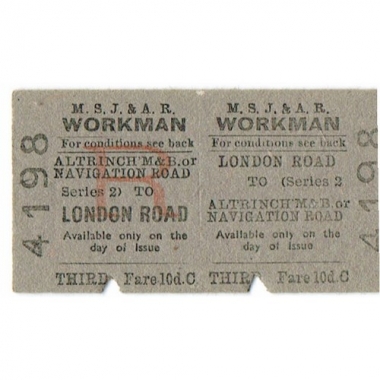 M. S. J. & A. R.
WORKMAN
For conditions see back
ALTRINCH'M&B.or
NAVIGATION ROAD
Series 2) TO
LONDON ROAD
Available only on the
day of issue
THIRD Fare 10d. C
4198
M. S. J. & A. R.
WORKMAN
For conditions see back
LONDON ROAD
TO (Series 2
ALTRINCH'M&B.or
NAVIGATION ROAD
Available only on the
day of issue
THIRD Fare 10d. C
4198